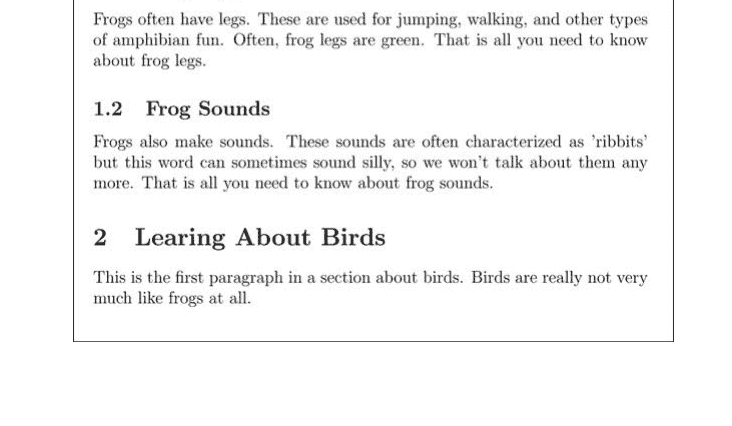 Frogs often have legs. These are used for jumping, walking, and other types
of amphibian fun. Often, frog legs are green. That is all you need to know
about frog legs.
1.2 Frog Sounds
Frogs also make sounds. These sounds are often characterized as 'ribbits'
but this word can sometimes sound silly, so we won't talk about them any
more. That is all you need to know about frog sounds.
2 Learing About Birds
This is the first paragraph in a section about birds. Birds are really not very
much like frogs at all.